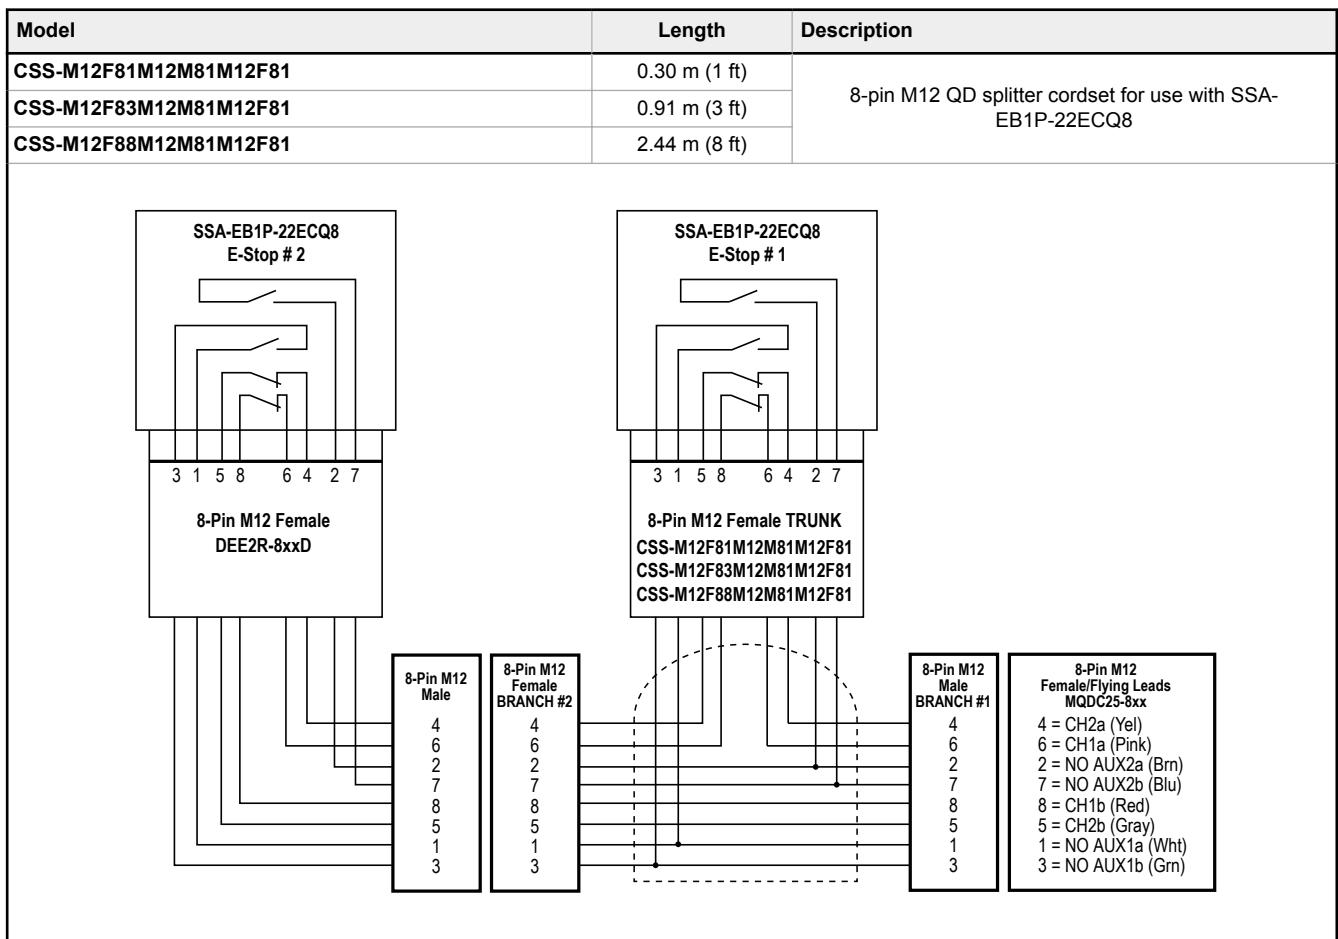 Model Length Description
CSS-M12F81M12M81M12F81 0.30 m (1 ft)
CSS-M12F83M12M81M12F81 0.91 m (3 ft)
CSS-M12F88M12M81M12F81 2.44 m (8 ft)
8-pin M12 QD splitter cordset for use with SSA-
EB1P-22ECQ8
SSA-EB1P-22ECQ8
E-Stop # 2
3 1 5 8 6 4 2 7
8-Pin M12 Female
DEE2R-8xxD
SSA-EB1P-22ECQ8
E-Stop # 1
3 1 5 8 6 4 2 7
8-Pin M12 Female TRUNK
CSS-M12F81M12M81M12F81
CSS-M12F83M12M81M12F81
CSS-M12F88M12M81M12F81
8-Pin M12
Male
4
6
2
7
8
5
1
3
8-Pin M12
Female
BRANCH #2
4
6
2
7
8
5
1
3
8-Pin M12
Male
BRANCH #1
4
6
2
7
8
5
1
3
8-Pin M12
Female/Flying Leads
MQDC25-8xx
4 = CH2a (Yel)
6 = CH1a (Pink)
2 = NO AUX2a (Brn)
7 = NO AUX2b (Blu)
8 = CH1b (Red)
5 = CH2b (Gray)
1 = NO AUX1a (Wht)
3 = NO AUX1b (Grn)